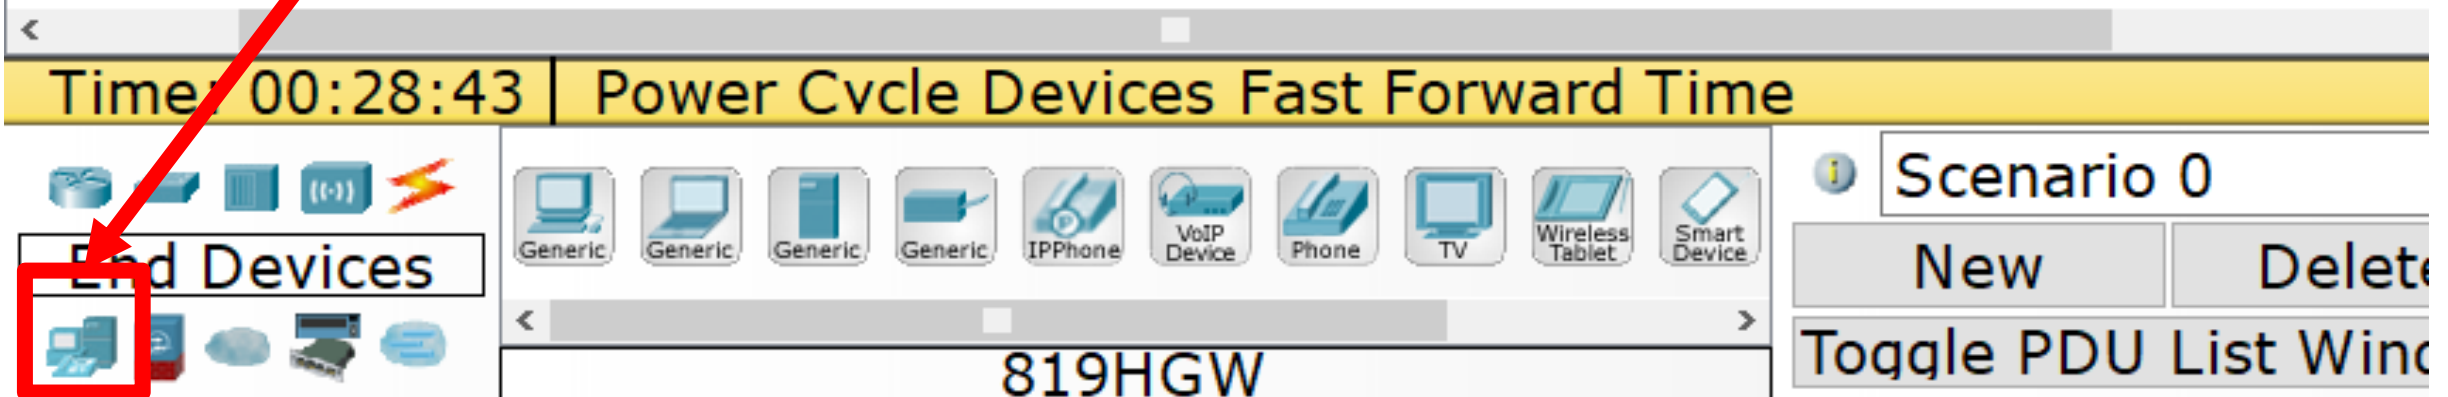 Time: 00:28:43
Power Cycle Devices Fast Forward Time
End Devices
Generic
Generic
Generic
Generic
IPPhone
VoIP
Device
Phone
TV
Wireless
Tablet
Smart
Device
819HGW
Scenario 0
New
Delete
Toggle PDU List Wind